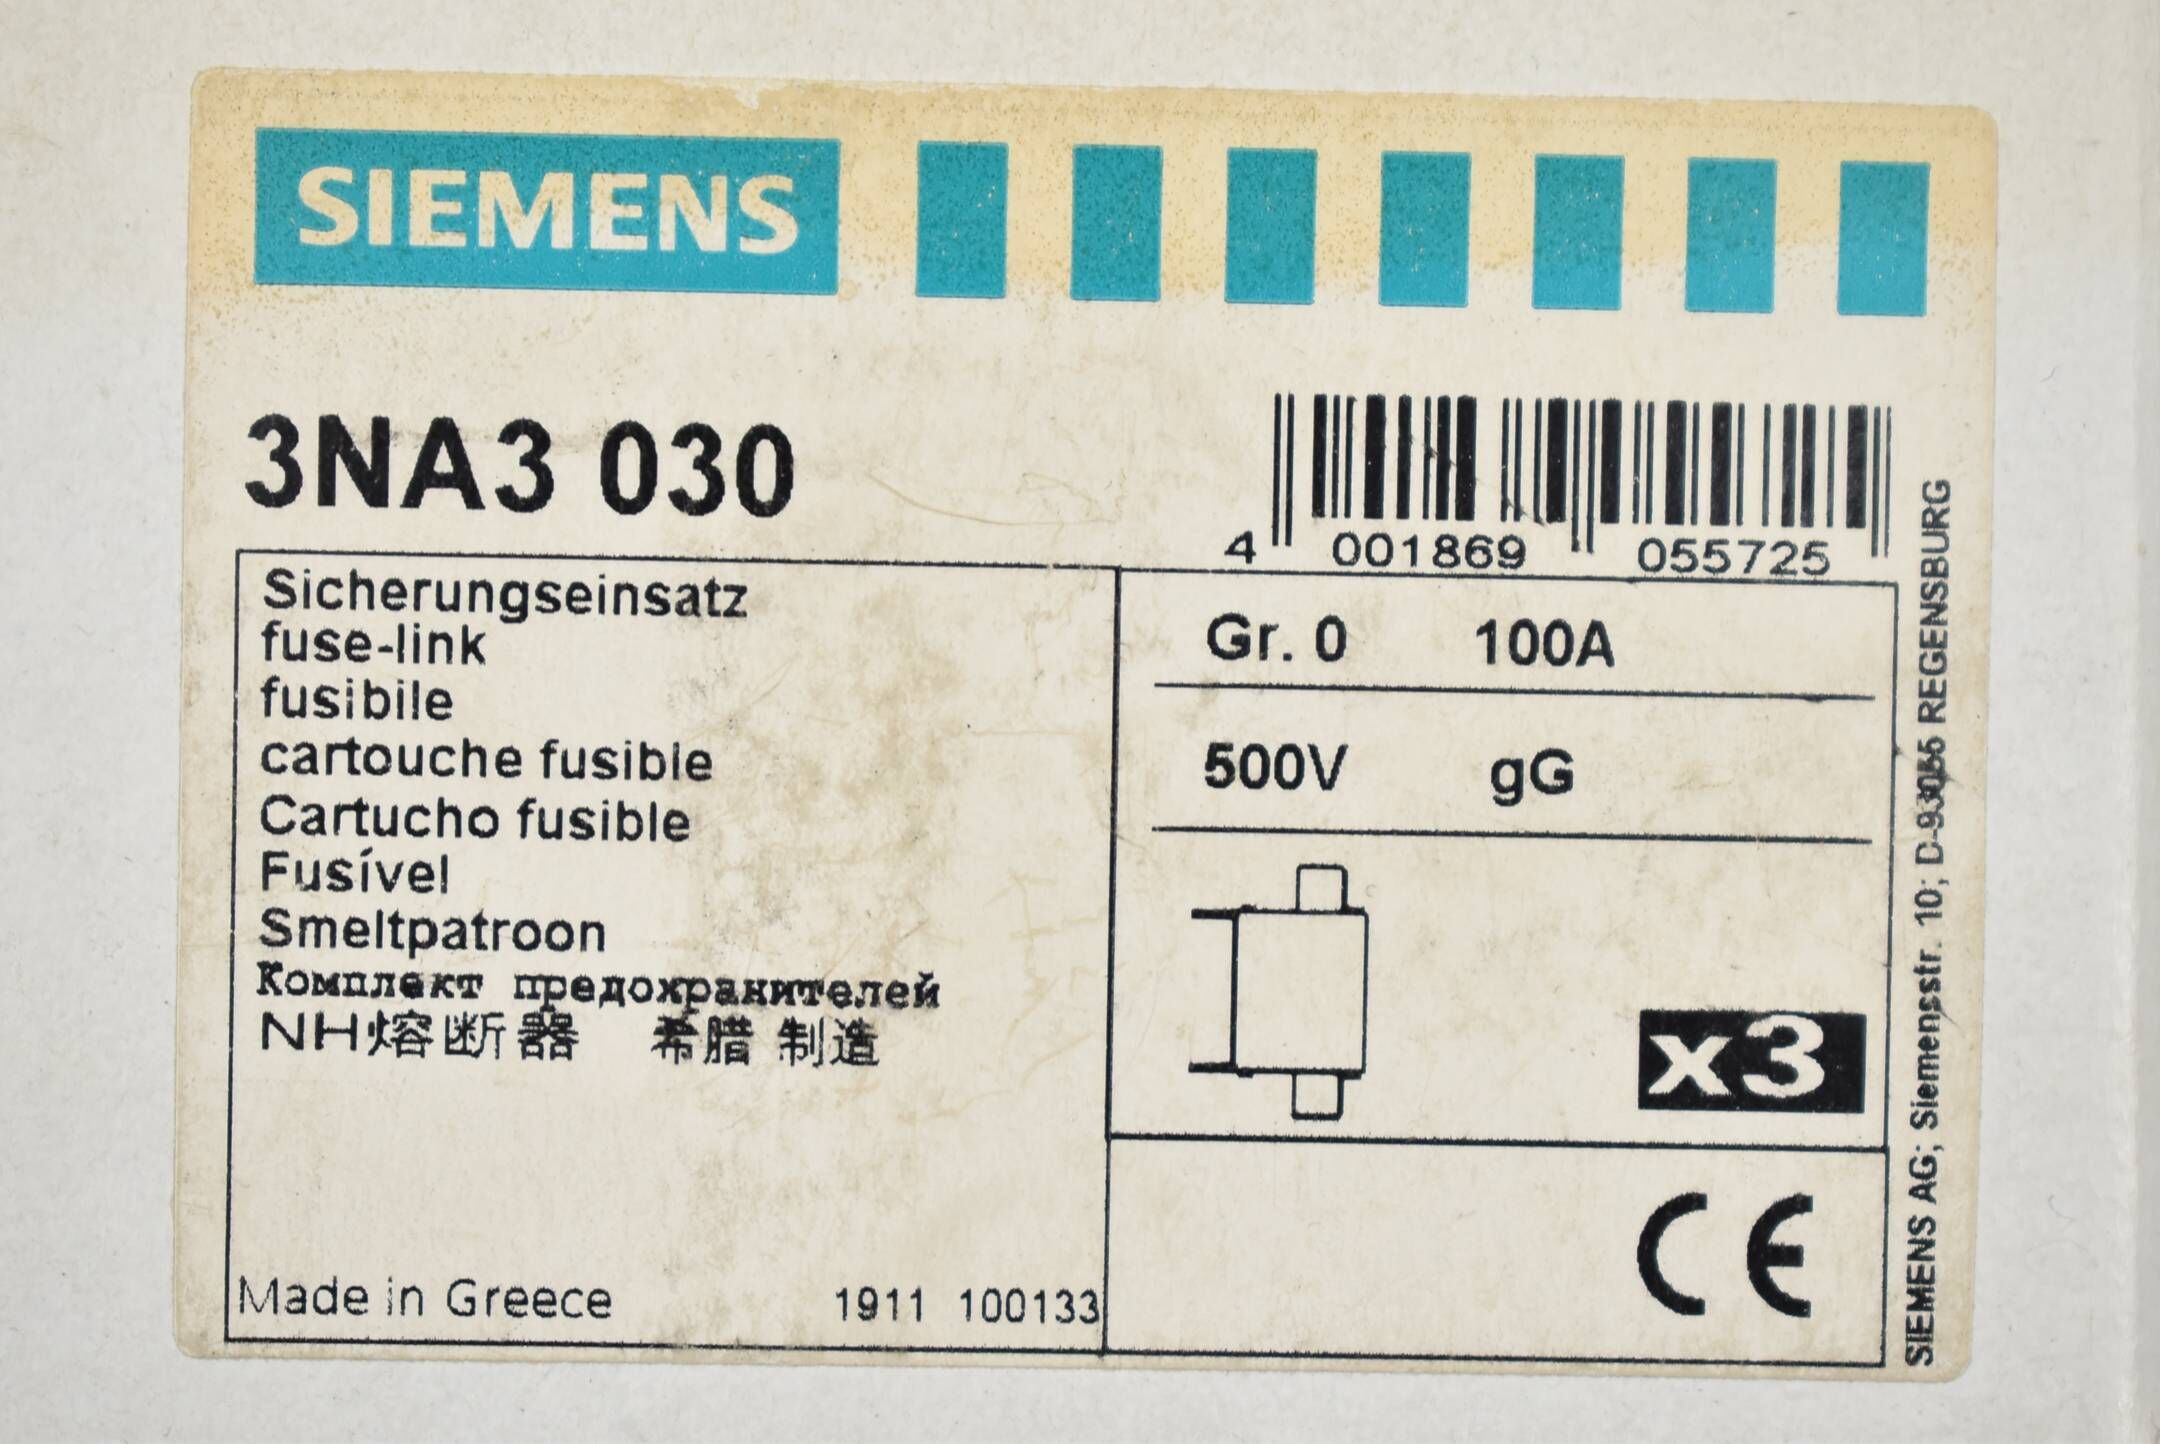 SIEMENS
3NA3 030
4 001869 055725
Sicherungseinsatz
fuse-link
fusibile
cartouche fusible
Cartucho fusible
Fusível
Smeltpatroon
Комплект предохранителей
NH熔断器 希腊 制造
Made in Greece 1911 100133
Gr. 0 100A
500V gG
x3
CE
SIEMENS AG; Siemensstr. 10; D-93055 REGENSBURG